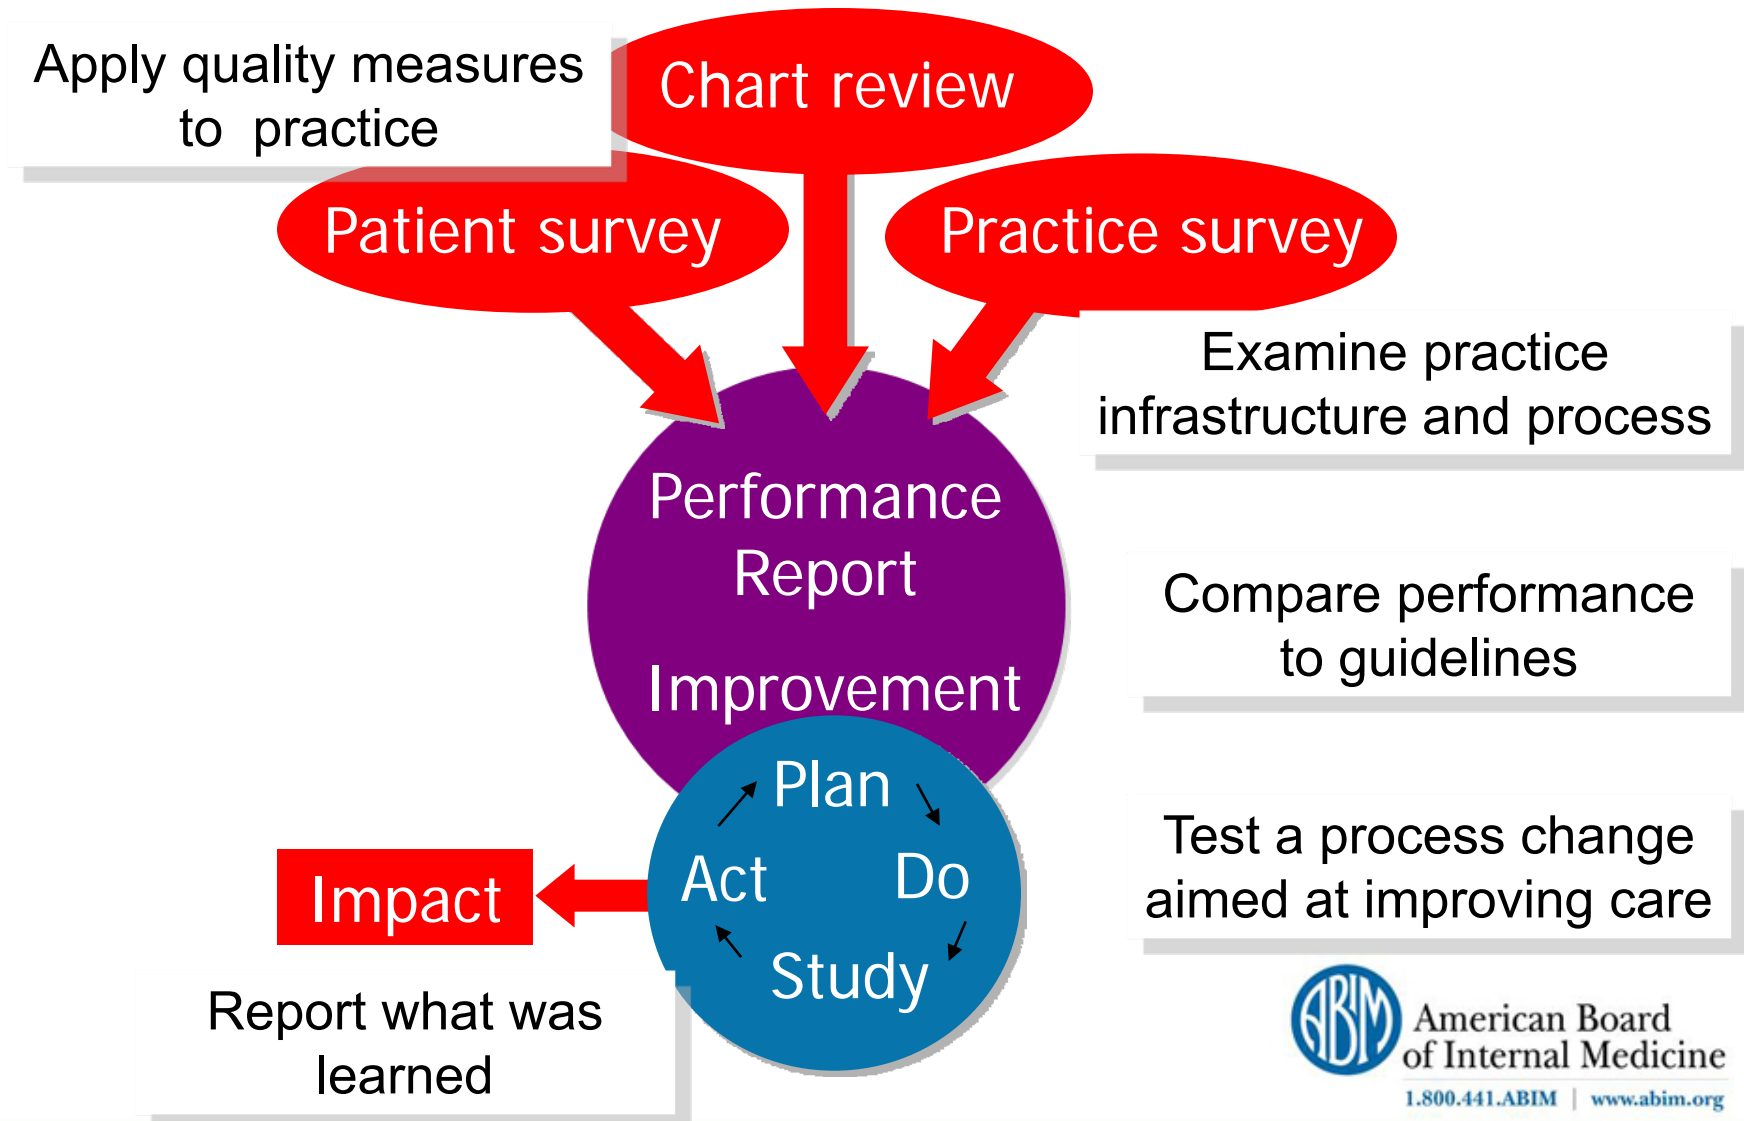 Apply quality measures
to practice
Chart review
Patient survey
Practice survey
Examine practice
infrastructure and process
Performance
Report
Improvement
Compare performance
to guidelines
Plan
Act
Do
Study
Test a process change
aimed at improving care
Impact
Report what was
learned
ABIM
American Board
of Internal Medicine
1.800.441.ABIM | www.abim.org